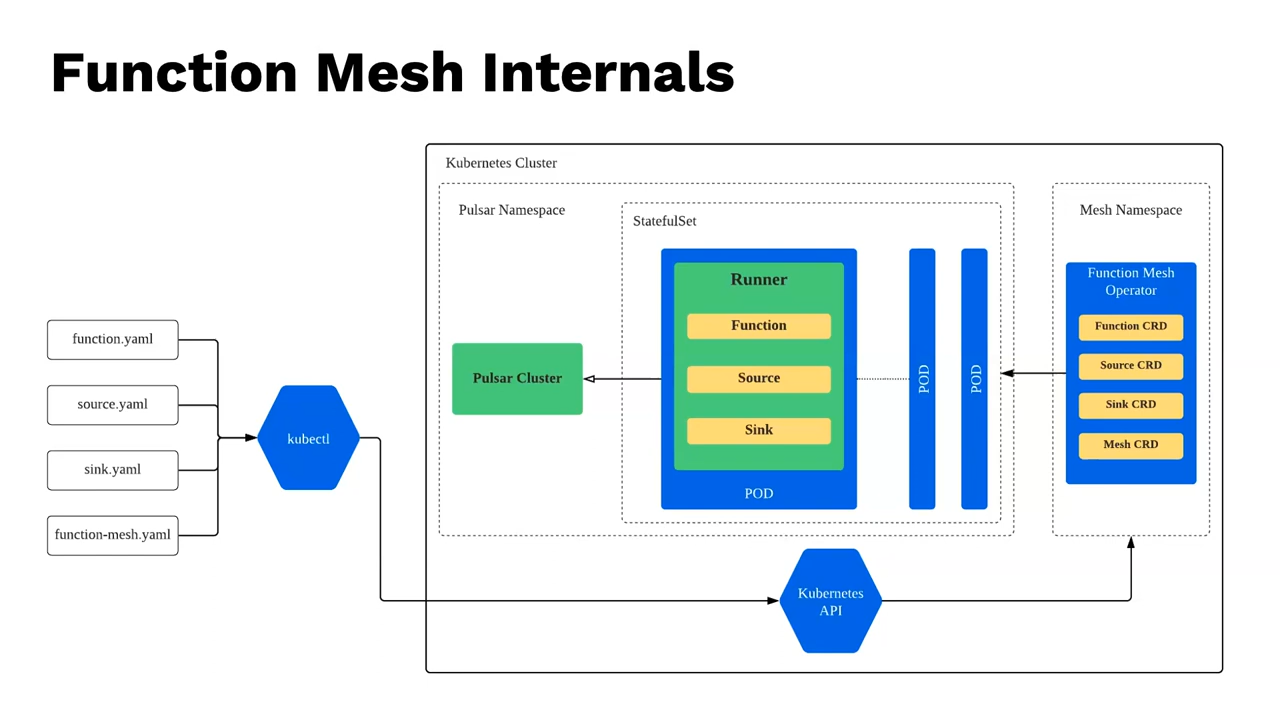 Function Mesh Internals
Kubernetes Cluster
Pulsar Namespace
StatefulSet
Mesh Namespace
Runner
Function
Source
Sink
POD
POD
POD
Pulsar Cluster
Function Mesh
Operator
Function CRD
Source CRD
Sink CRD
Mesh CRD
function.yaml
source.yaml
sink.yaml
function-mesh.yaml
kubectl
Kubernetes
API